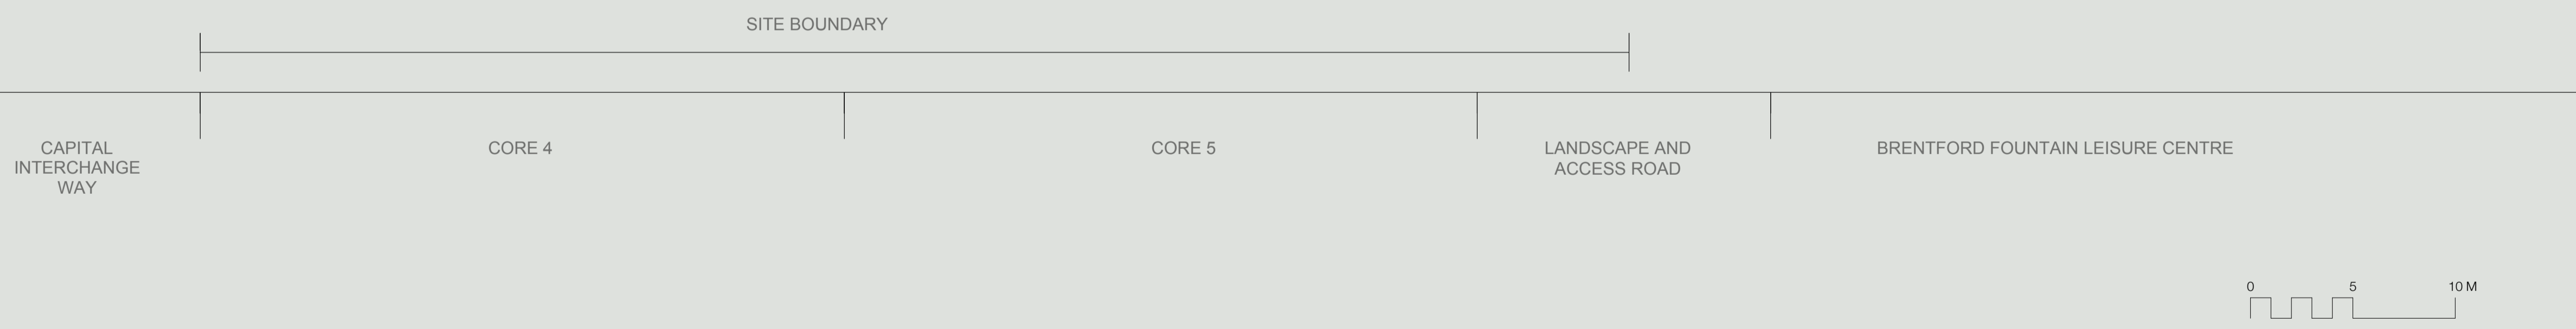 SITE BOUNDARY
CAPITAL
INTERCHANGE
WAY
CORE 4
CORE 5
LANDSCAPE AND
ACCESS ROAD
BRENTFORD FOUNTAIN LEISURE CENTRE
0 5 10 M